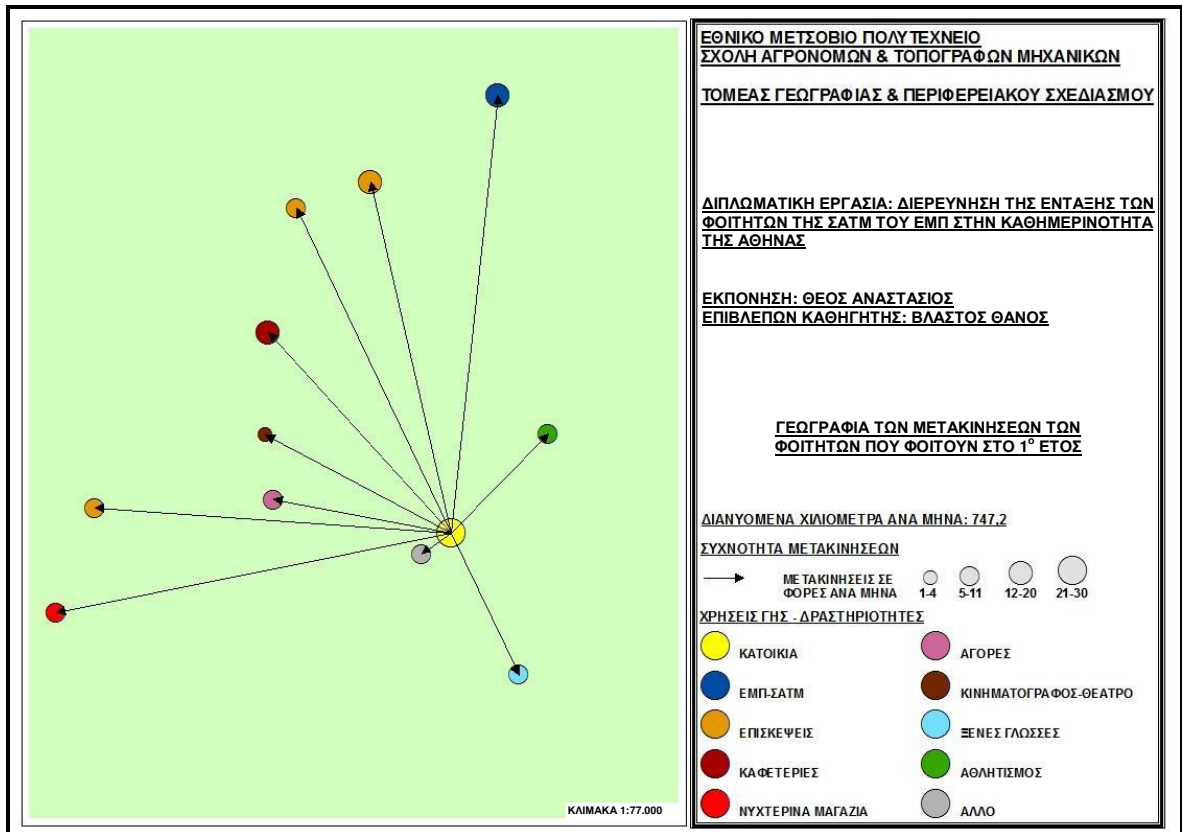 ΕΘΝΙΚΟ ΜΕΤΣΟΒΙΟ ΠΟΛΥΤΕΧΝΕΙΟ
ΣΧΟΛΗ ΑΓΡΟΝΟΜΩΝ & ΤΟΠΟΓΡΑΦΩΝ ΜΗΧΑΝΙΚΩΝ
ΤΟΜΕΑΣ ΓΕΩΓΡΑΦΙΑΣ & ΠΕΡΙΦΕΡΕΙΑΚΟΥ ΣΧΕΔΙΑΣΜΟΥ
ΔΙΠΛΩΜΑΤΙΚΗ ΕΡΓΑΣΙΑ: ΔΙΕΡΕΥΝΗΣΗ ΤΗΣ ΕΝΤΑΞΗΣ ΤΩΝ
ΦΟΙΤΗΤΩΝ ΤΗΣ ΣΑΤΜ ΤΟΥ ΕΜΠ ΣΤΗΝ ΚΑΘΗΜΕΡΙΝΟΤΗΤΑ
ΤΗΣ ΑΘΗΝΑΣ
ΕΚΠΟΝΗΣΗ: ΘΕΟΣ ΑΝΑΣΤΑΣΙΟΣ
ΕΠΙΒΛΕΠΩΝ ΚΑΘΗΓΗΤΗΣ: ΒΛΑΣΤΟΣ ΘΑΝΟΣ
ΓΕΩΓΡΑΦΙΑ ΤΩΝ ΜΕΤΑΚΙΝΗΣΕΩΝ ΤΩΝ
ΦΟΙΤΗΤΩΝ ΠΟΥ ΦΟΙΤΟΥΝ ΣΤΟ 1° ΕΤΟΣ
ΔΙΑΝΥΟΜΕΝΑ ΧΙΛΙΟΜΕΤΡΑ ΑΝΑ ΜΗΝΑ: 747,2
ΣΥΧΝΟΤΗΤΑ ΜΕΤΑΚΙΝΗΣΕΩΝ
ΜΕΤΑΚΙΝΗΣΕΙΣ ΣΕ
ΦΟΡΕΣ ΑΝΑ ΜΗΝΑ 1-4 5-11 12-20 21-30
ΧΡΗΣΕΙΣ ΓΗΣ - ΔΡΑΣΤΗΡΙΟΤΗΤΕΣ
ΚΑΤΟΙΚΙΑ ΑΓΟΡΕΣ
ΕΜΠ-ΣΑΤΜ ΚΙΝΗΜΑΤΟΓΡΑΦΟΣ-ΘΕΑΤΡΟ
ΕΠΙΣΚΕΨΕΙΣ ΞΕΝΕΣ ΓΛΩΣΣΕΣ
ΚΑΦΕΤΕΡΙΕΣ ΑΘΛΗΤΙΣΜΟΣ
ΝΥΧΤΕΡΙΝΑ ΜΑΓΑΖΙΑ ΑΛΛΟ
ΚΛΙΜΑΚΑ 1:77.000